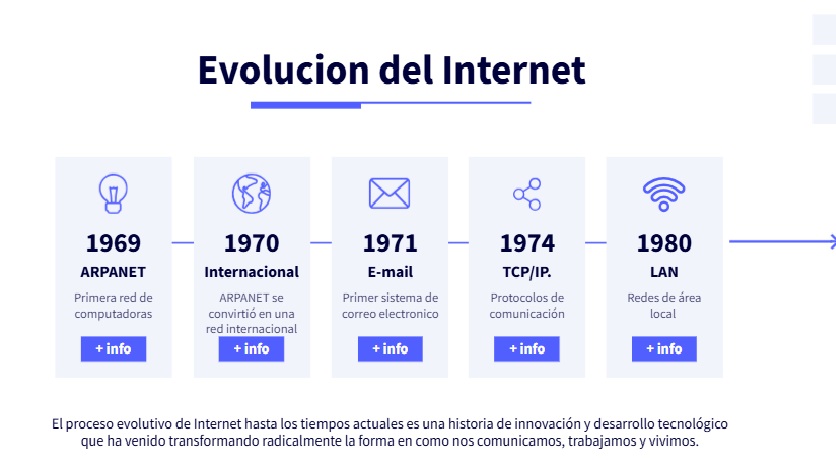 Evolucion del Internet
1969
ARPANET
Primera red de
computadoras
+ info
1970
Internacional
ARPANET se
convirtió en una
red internacional
+ info
1971
E-mail
Primer sistema de
correo electronico
+ info
1974
TCP/IP.
Protocolos de
comunicación
+ info
1980
LAN
Redes de área
local
+ info
El proceso evolutivo de Internet hasta los tiempos actuales es una historia de innovación y desarrollo tecnológico
que ha venido transformando radicalmente la forma en como nos comunicamos, trabajamos y vivimos.